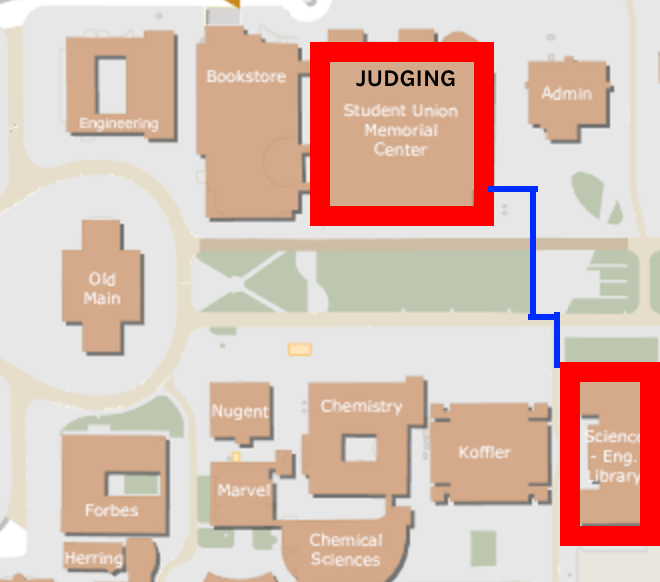 JUDGING
Bookstore
Student Union
Memorial
Center
Admin
Engineering
Old
Main
Nugent
Chemistry
Koffler
Science
- Eng.
Library
Marvel
Forbes
Chemical
Sciences
Herring